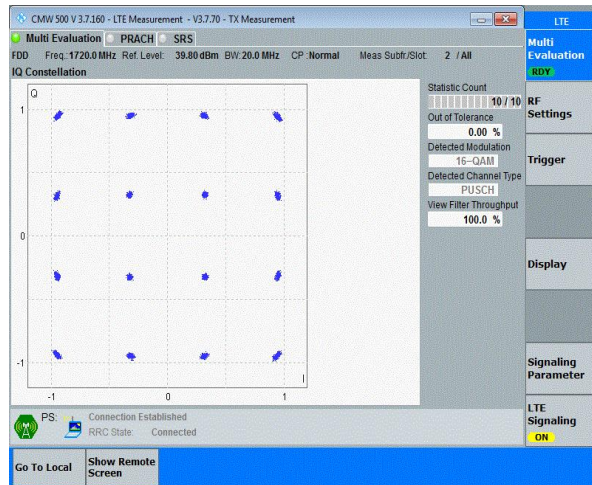 CMW 500 V 3.7.160 - LTE Measurement - V3.7.70 - TX Measurement
LTE
Multi Evaluation PRACH SRS
FDD Freq.:1720.0 MHz Ref. Level: 39.80 dBm BW:20.0 MHz CP :Normal Meas Subfr./Slot: 2 / All
IQ Constellation
Q
1
0
-1
I
-1 0 1
Statistic Count
10 / 10
Out of Tolerance
0.00 %
Detected Modulation
16-QAM
Detected Channel Type
PUSCH
View Filter Throughput
100.0 %
PS: Connection Established
RRC State: Connected
Multi
Evaluation
RDY
RF
Settings
Trigger
Display
Signaling
Parameter
LTE
Signaling
ON
Go To Local
Show Remote
Screen